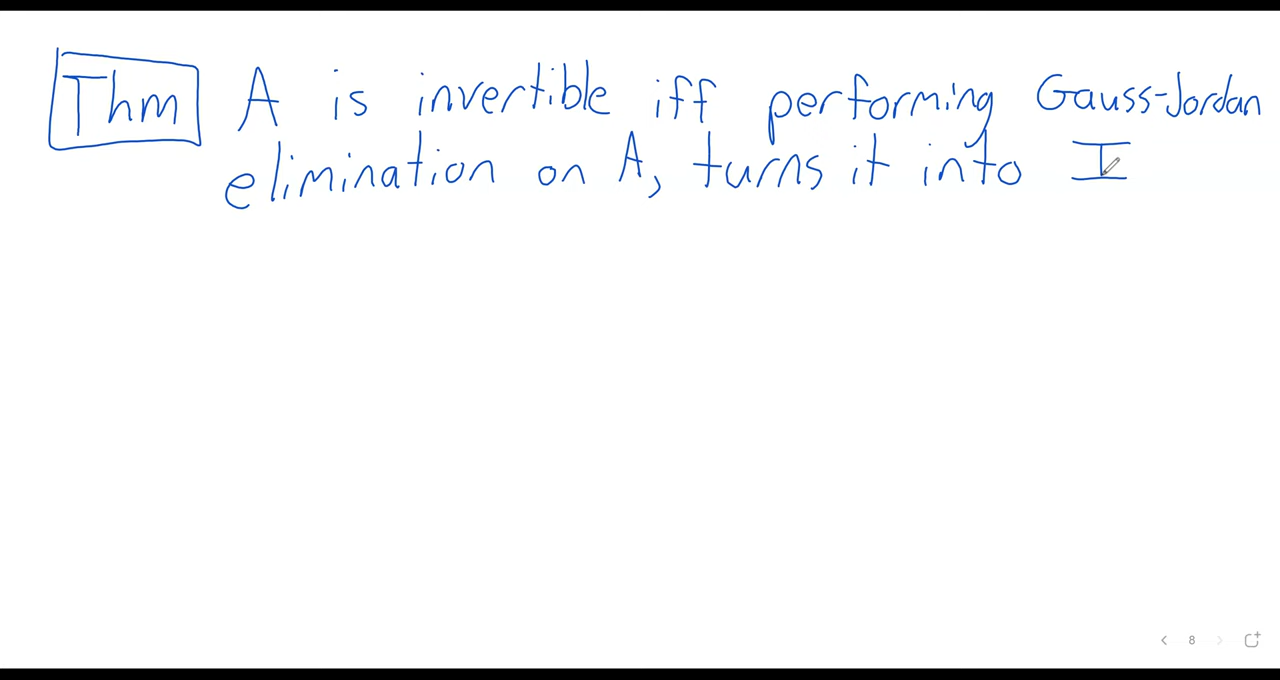 Thm A is invertible iff performing Gauss-Jordan
elimination on A, turns it into I
8